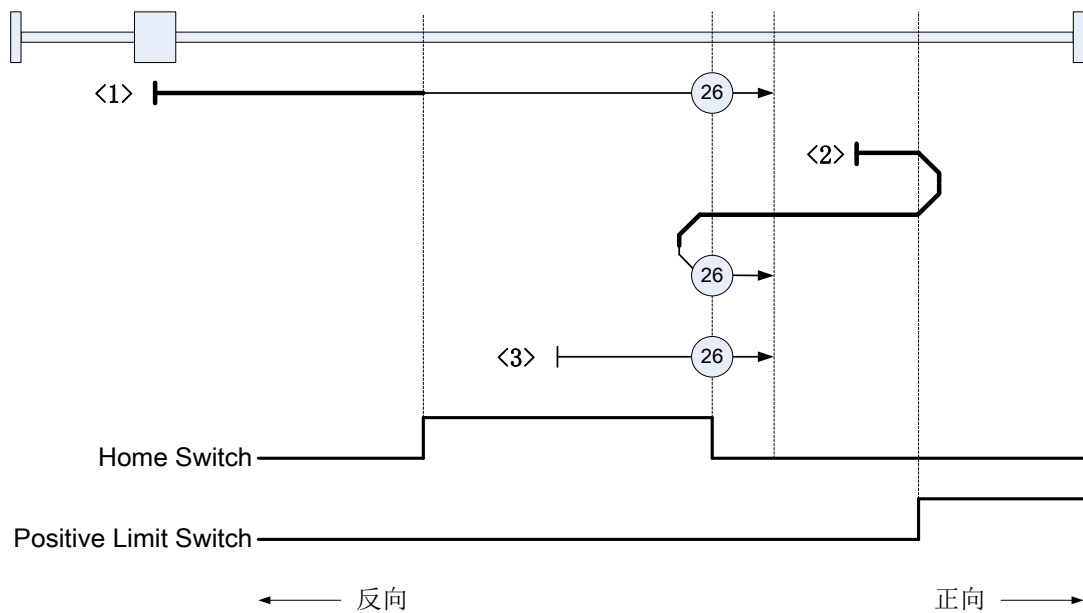 <1>
26
<2>
26
<3>
26
Home Switch
Positive Limit Switch
反向
正向